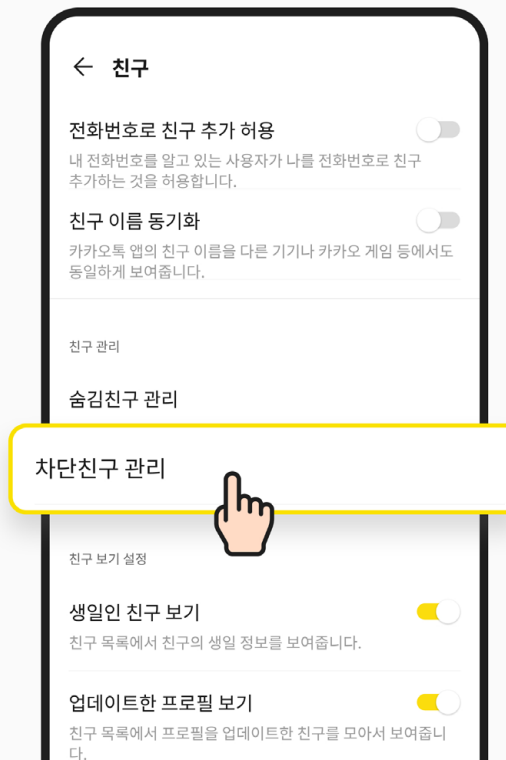 친구
전화번호로 친구 추가 허용
내 전화번호를 알고 있는 사용자가 나를 전화번호로 친구
추가하는 것을 허용합니다.
친구 이름 동기화
카카오톡 앱의 친구 이름을 다른 기기나 카카오 게임 등에서도
동일하게 보여줍니다.
친구 관리
숨김친구 관리
차단친구 관리
친구 보기 설정
생일인 친구 보기
친구 목록에서 친구의 생일 정보를 보여줍니다.
업데이트한 프로필 보기
친구 목록에서 프로필을 업데이트한 친구를 모아서 보여줍니
다.